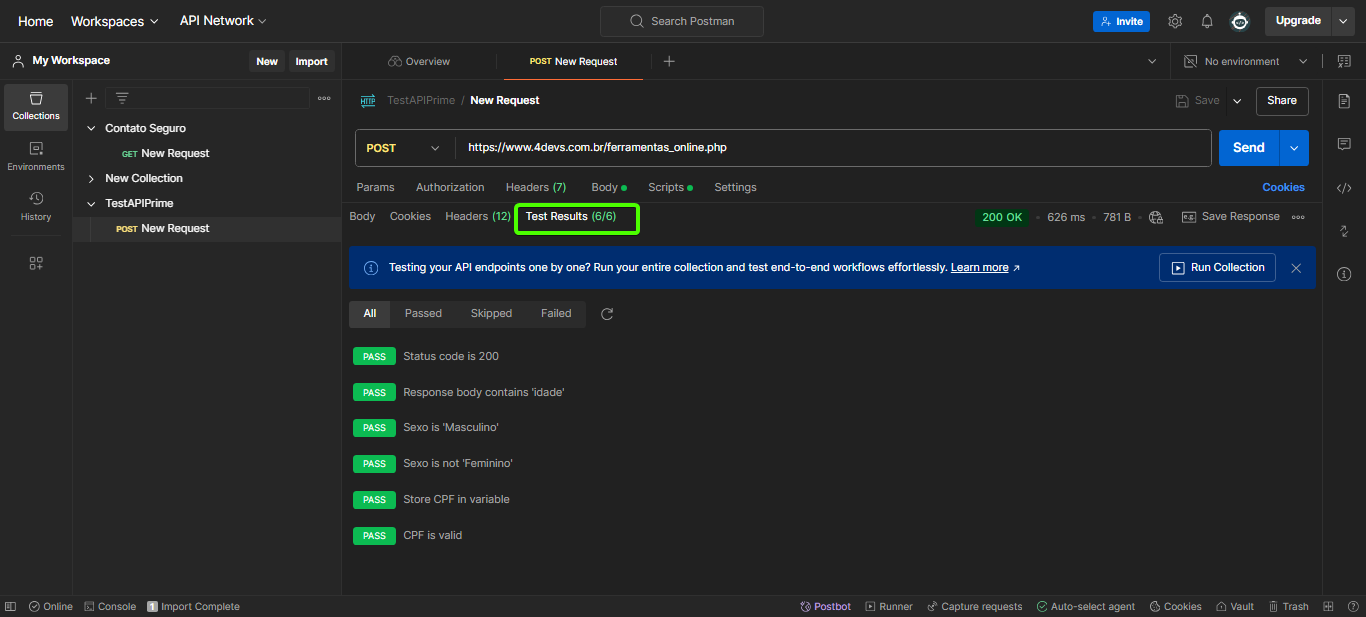 Home Workspaces API Network Search Postman Invite Upgrade
My Workspace New Import Overview POST New Request No environment
Collections
Environments
History
Contato Seguro
GET New Request
New Collection
TestAPIPrime
POST New Request
HTTP TestAPIPrime / New Request Save Share
POST https://www.4devs.com.br/ferramentas_online.php Send
Params Authorization Headers (7) Body Scripts Settings Cookies
Body Cookies Headers (12) Test Results (6/6) 200 OK 626 ms 781 B Save Response
Testing your API endpoints one by one? Run your entire collection and test end-to-end workflows effortlessly. Learn more Run Collection
All Passed Skipped Failed
PASS Status code is 200
PASS Response body contains 'idade'
PASS Sexo is 'Masculino'
PASS Sexo is not 'Feminino'
PASS Store CPF in variable
PASS CPF is valid
Online Console 1 Import Complete Postbot Runner Capture requests Auto-select agent Cookies Vault Trash